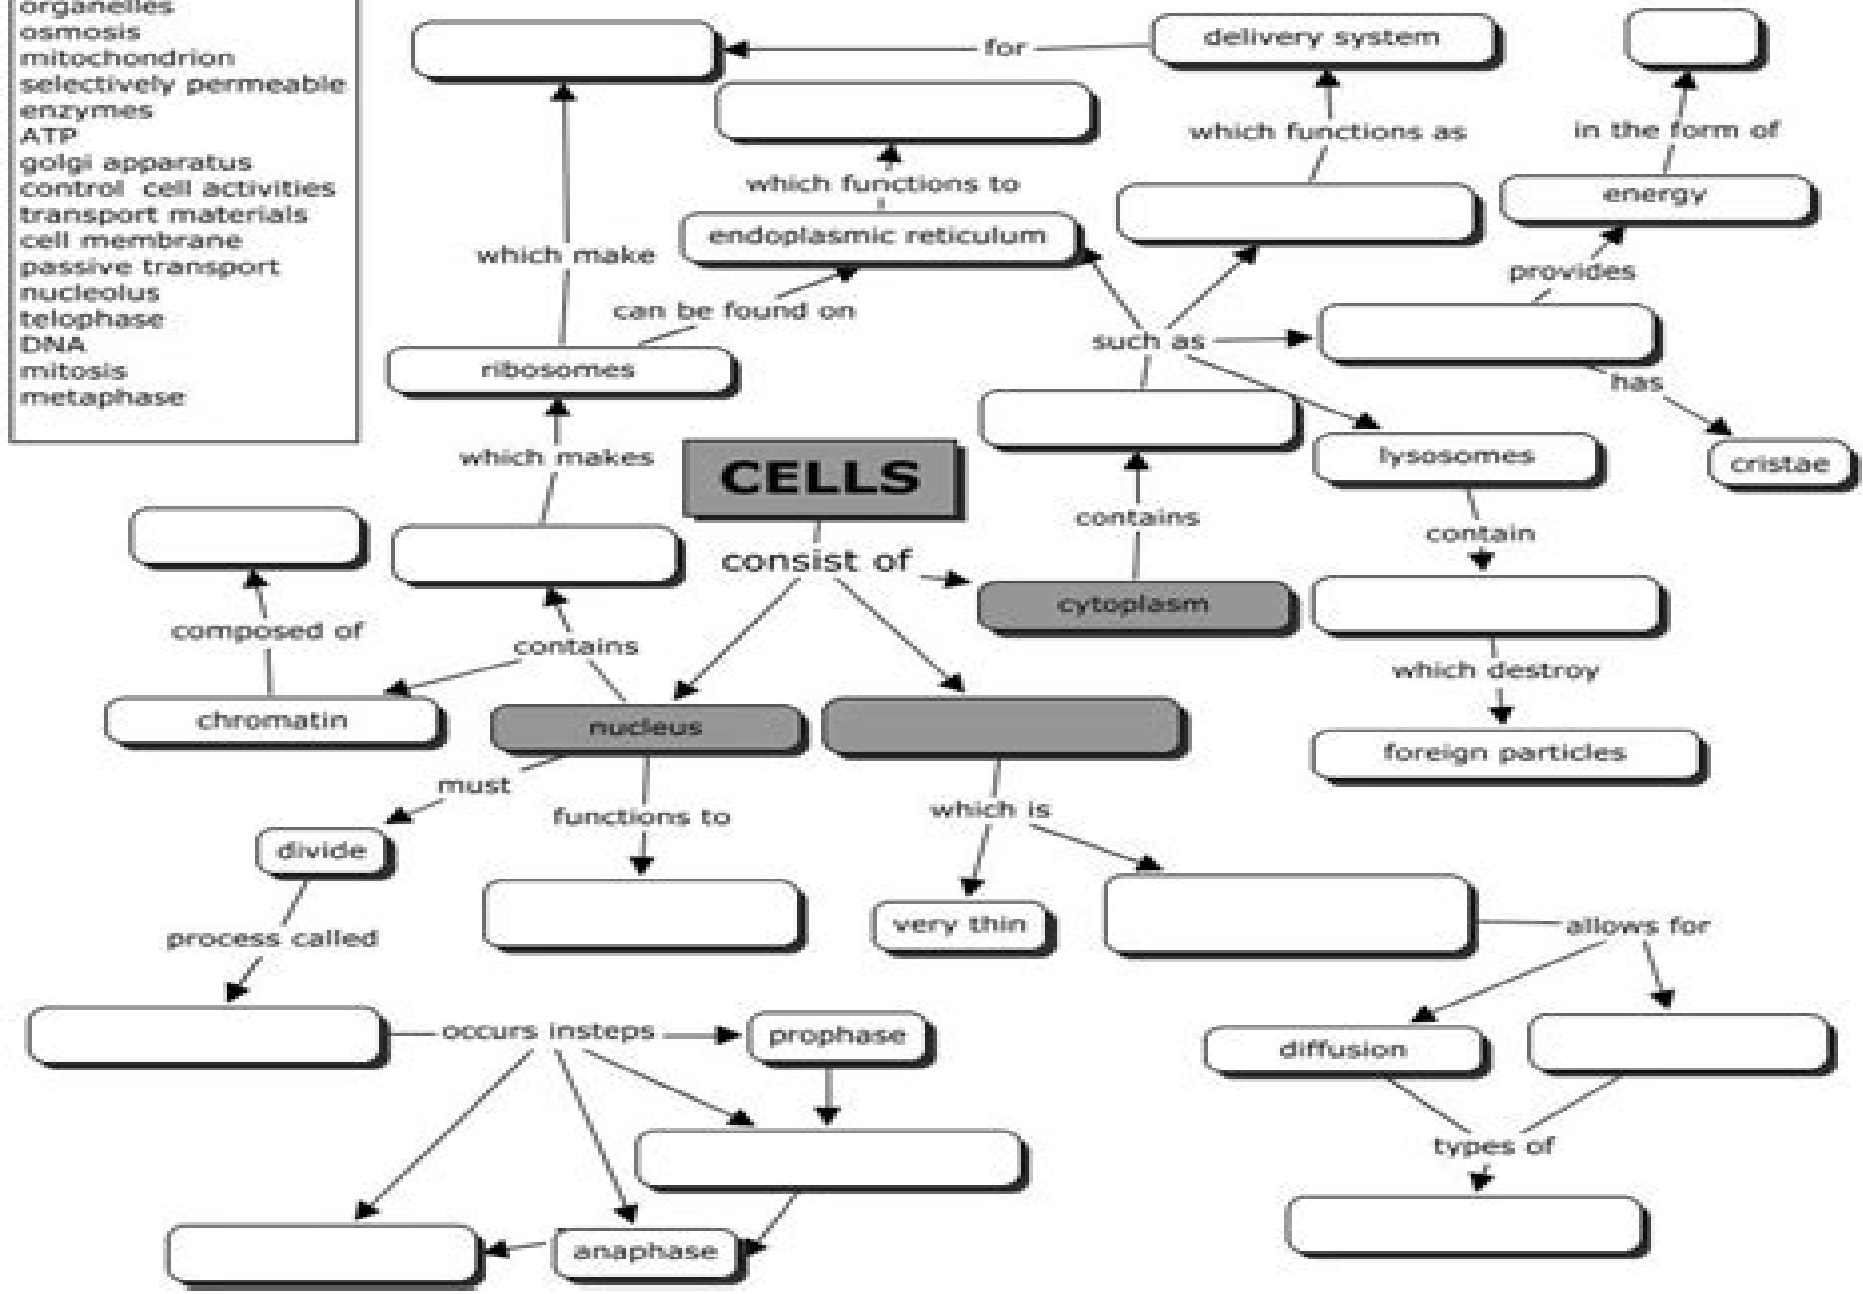 organelles
osmosis
mitochondrion
selectively permeable
enzymes
ATP
golgi apparatus
control cell activities
transport materials
cell membrane
passive transport
nucleolus
telophase
DNA
mitosis
metaphase
for
delivery system
which functions as
in the form of
which functions to
energy
endoplasmic reticulum
which make
provides
can be found on
such as
ribosomes
has
which makes
CELLS
lysosomes
cristae
contains
contain
consist of
cytoplasm
composed of
contains
which destroy
chromatin
nucleus
foreign particles
must
functions to
which is
divide
very thin
allows for
process called
occurs insteps
prophase
diffusion
types of
anaphase